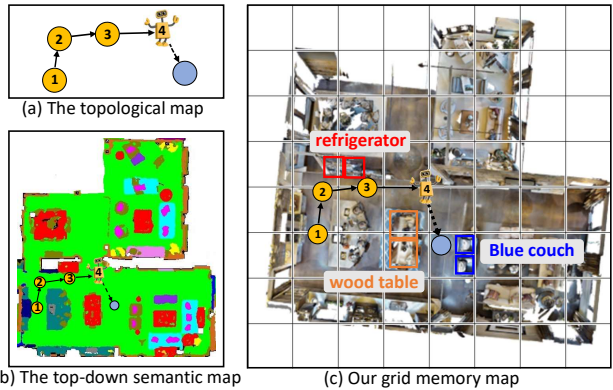 1
2
3
4
(a) The topological map
1
2
3
4
b) The top-down semantic map
refrigerator
1
2
3
4
wood table
Blue couch
(c) Our grid memory map